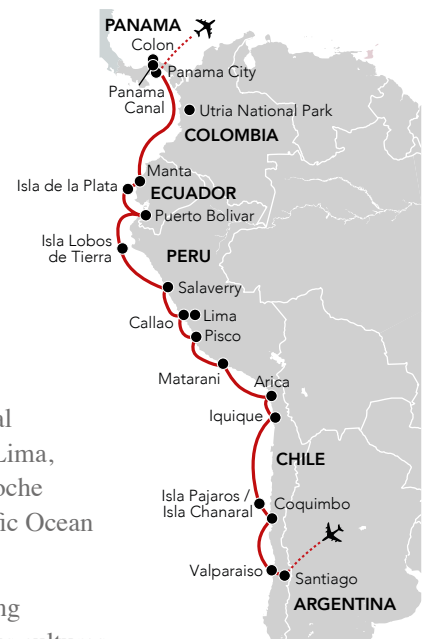 PANAMA
Colon
Panama City
Panama
Canal
Utria National Park
COLOMBIA
Manta
Isla de la Plata
ECUADOR
Puerto Bolivar
Isla Lobos
de Tierra
PERU
Salaverry
Lima
Callao
Pisco
Matarani
Arica
Iquique
CHILE
Isla Pajaros /
Isla Chanaral
Coquimbo
Valparaiso
Santiago
ARGENTINA
Lima,
Ocean